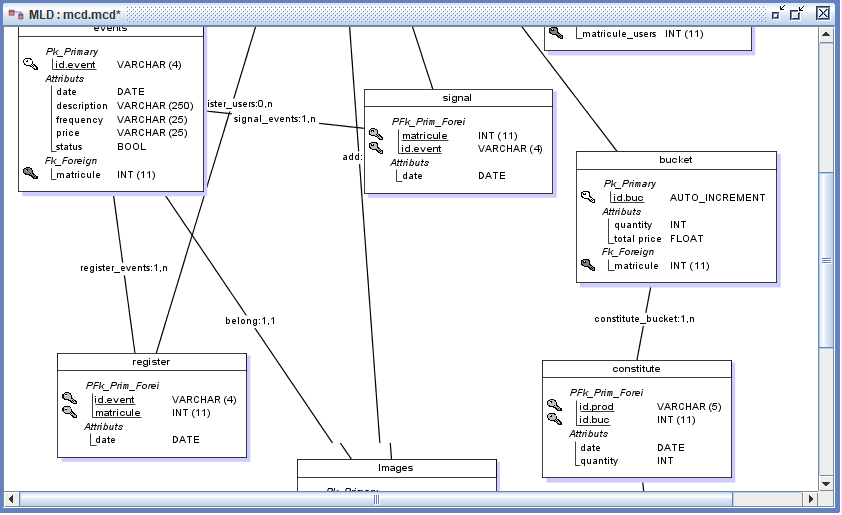 MLD : mcd.mcd*
events
Pk_Primary
id.event VARCHAR (4)
Attributs
date DATE
description VARCHAR (250)
frequency VARCHAR (25)
price VARCHAR (25)
status BOOL
Fk_Foreign
matricule INT (11)
ister_users:0,n
signal_events:1,n
add:
signal
PFk_Prim_Forei
matricule INT (11)
id.event VARCHAR (4)
Attributs
date DATE
matricule_users INT (11)
bucket
Pk_Primary
id.buc AUTO_INCREMENT
Attributs
quantity INT
total price FLOAT
Fk_Foreign
matricule INT (11)
register_events:1,n
belong:1,1
constitute_bucket:1,n
register
PFk_Prim_Forei
id.event VARCHAR (4)
matricule INT (11)
Attributs
date DATE
constitute
PFk_Prim_Forei
id.prod VARCHAR (5)
id.buc INT (11)
Attributs
date DATE
quantity INT
Images
Pk_Primary